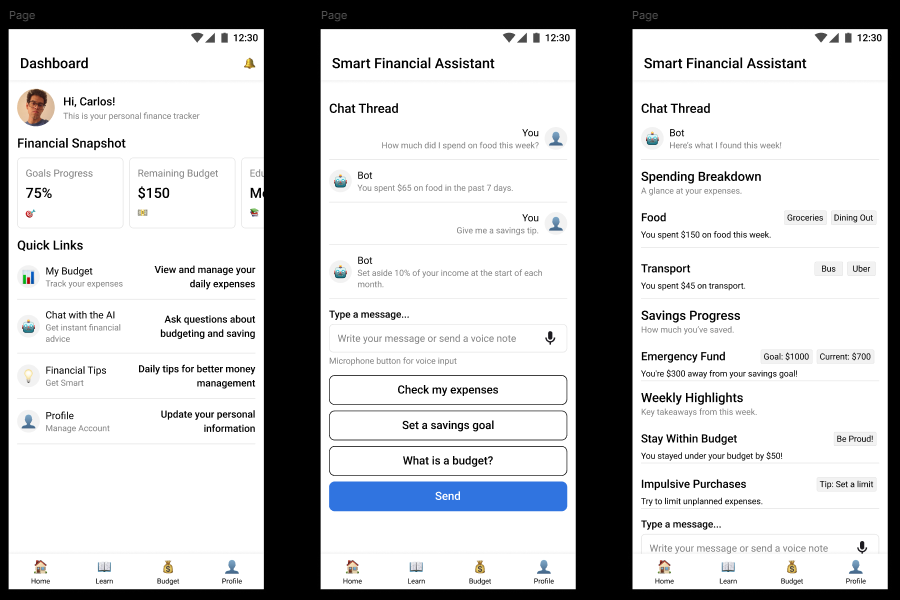 Page
12:30
Dashboard
Hi, Carlos!
This is your personal finance tracker
Financial Snapshot
Goals Progress
75%
Remaining Budget
$150
Edu
Mo
Quick Links
My Budget
Track your expenses
View and manage your
daily expenses
Chat with the AI
Get instant financial
advice
Ask questions about
budgeting and saving
Financial Tips
Get Smart
Daily tips for better money
management
Profile
Manage Account
Update your personal
information
Home
Learn
Budget
Profile
Page
12:30
Smart Financial Assistant
Chat Thread
You
How much did I spend on food this week?
Bot
You spent $65 on food in the past 7 days.
You
Give me a savings tip.
Bot
Set aside 10% of your income at the start of each
month.
Type a message...
Write your message or send a voice note
Microphone button for voice input
Check my expenses
Set a savings goal
What is a budget?
Send
Home
Learn
Budget
Profile
Page
12:30
Smart Financial Assistant
Chat Thread
Bot
Here's what I found this week!
Spending Breakdown
A glance at your expenses.
Food
Groceries
Dining Out
You spent $150 on food this week.
Transport
Bus
Uber
You spent $45 on transport.
Savings Progress
How much you've saved.
Emergency Fund
Goal: $1000
Current: $700
You're $300 away from your savings goal!
Weekly Highlights
Key takeaways from this week.
Stay Within Budget
Be Proud!
You stayed under your budget by $50!
Impulsive Purchases
Tip: Set a limit
Try to limit unplanned expenses.
Type a message...
Write your message or send a voice note
Home
Learn
Budget
Profile